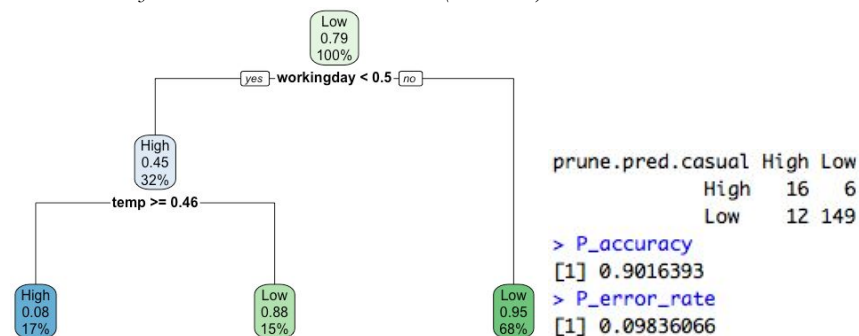 Low
0.79
100%
yes workingday < 0.5 no
High
0.45
32%
temp >= 0.46
High
0.08
17%
Low
0.88
15%
Low
0.95
68%
prune.pred.casual High Low
High 16 6
Low 12 149
> P_accuracy
[1] 0.9016393
> P_error_rate
[1] 0.09836066